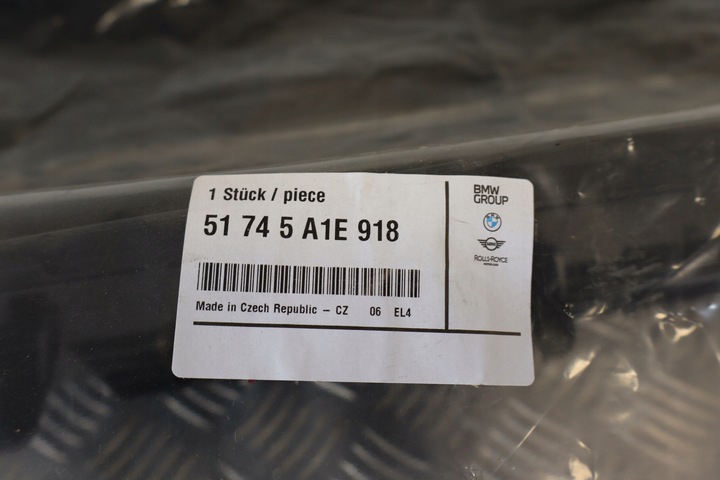 1 Stück / piece
51 74 5 A1E 918
Made in Czech Republic – CZ 06 EL4
BMW
GROUP
MINI
ROLLS-ROYCE